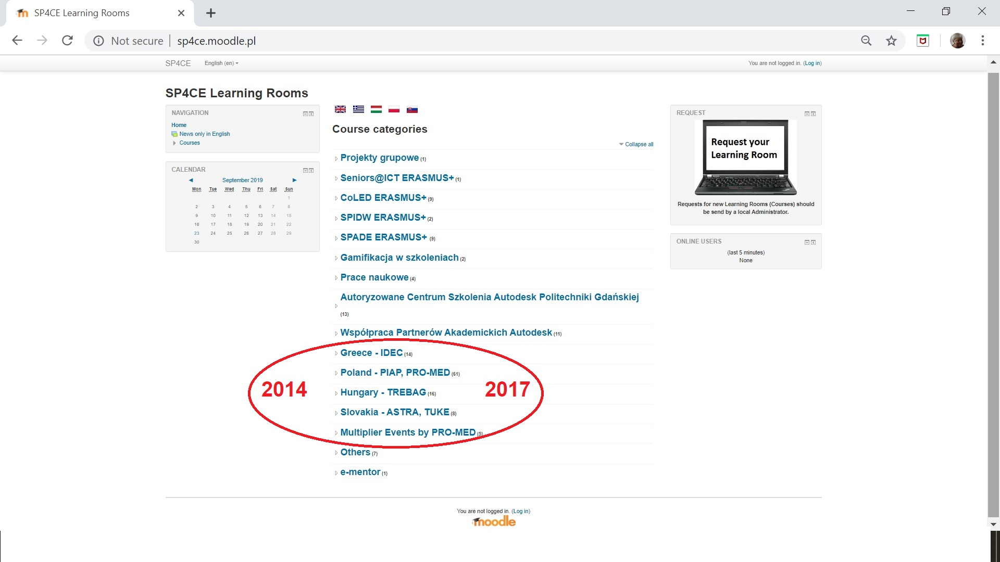 SP4CE Learning Rooms
Not secure
sp4ce.moodle.pl
SP4CE
English (en)
You are not logged in. (Log in)
SP4CE Learning Rooms
NAVIGATION
Home
News only in English
Courses
CALENDAR
September 2019
Mon Tue Wed Thu Fri Sat Sun
1
2 3 4 5 6 7 8
9 10 11 12 13 14 15
16 17 18 19 20 21 22
23 24 25 26 27 28 29
30
Course categories
Collapse all
Projekty grupowe (1)
Seniors@ICT ERASMUS+ (1)
CoLED ERASMUS+ (9)
SPIDW ERASMUS+ (2)
SPADE ERASMUS+ (9)
Gamifikacja w szkoleniach (2)
Prace naukowe (4)
Autoryzowane Centrum Szkolenia Autodesk Politechniki Gdańskiej
(13)
Współpraca Partnerów Akademickich Autodesk (11)
Greece - IDEC (14)
Poland - PIAP, PRO-MED (61)
2014
Hungary - TREBAG (16)
2017
Slovakia - ASTRA, TUKE (8)
Multiplier Events by PRO-MED (5)
Others (7)
e-mentor (1)
REQUEST
Request your
Learning Room
Requests for new Learning Rooms (Courses) should
be send by a local Administrator.
ONLINE USERS
(last 5 minutes)
None
You are not logged in. (Log in)
moodle